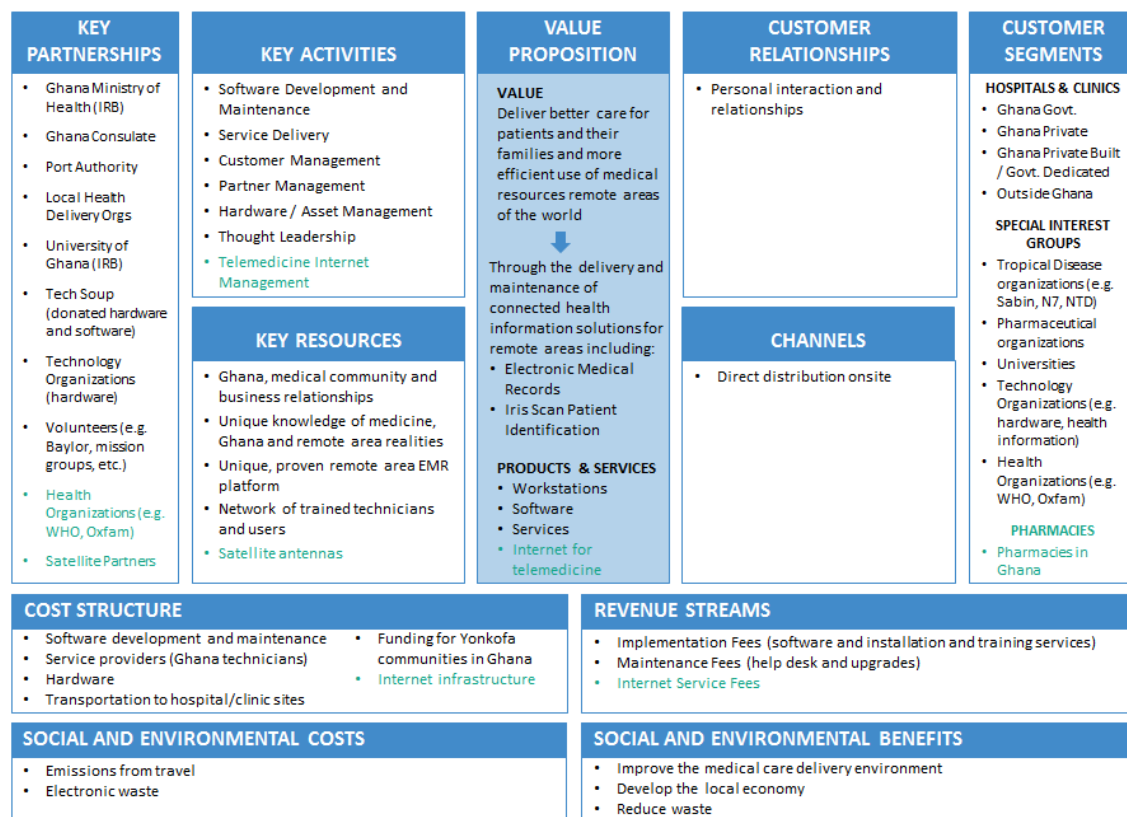 KEY
PARTNERSHIPS
• Ghana Ministry of
Health (IRB)
• Ghana Consulate
• Port Authority
• Local Health
Delivery Orgs
• University of
Ghana (IRB)
• Tech Soup
(donated hardware
and software)
• Technology
Organizations
(hardware)
• Volunteers (e.g.
Baylor, mission
groups, etc.)
• Health
Organizations (e.g.
WHO, Oxfam)
• Satellite Partners
KEY ACTIVITIES
• Software Development and
Maintenance
• Service Delivery
• Customer Management
• Partner Management
• Hardware / Asset Management
• Thought Leadership
• Telemedicine Internet
Management
KEY RESOURCES
• Ghana, medical community and
business relationships
• Unique knowledge of medicine,
Ghana and remote area realities
• Unique, proven remote area EMR
platform
• Network of trained technicians
and users
• Satellite antennas
VALUE
PROPOSITION
VALUE
Deliver better care for
patients and their
families and more
efficient use of medical
resources remote areas
of the world
Through the delivery and
maintenance of
connected health
information solutions for
remote areas including:
• Electronic Medical
Records
• Iris Scan Patient
Identification
PRODUCTS & SERVICES
• Workstations
• Software
• Services
• Internet for
telemedicine
CUSTOMER
RELATIONSHIPS
• Personal interaction and
relationships
CHANNELS
• Direct distribution onsite
CUSTOMER
SEGMENTS
HOSPITALS & CLINICS
• Ghana Govt.
• Ghana Private
• Ghana Private Built
/ Govt. Dedicated
• Outside Ghana
SPECIAL INTEREST
GROUPS
• Tropical Disease
organizations (e.g.
Sabin, N7, NTD)
• Pharmaceutical
organizations
• Universities
• Technology
Organizations (e.g.
hardware, health
information)
• Health
Organizations (e.g.
WHO, Oxfam)
PHARMACIES
• Pharmacies in
Ghana
COST STRUCTURE
• Software development and maintenance
• Service providers (Ghana technicians)
• Hardware
• Transportation to hospital/clinic sites
• Funding for Yonkofa
communities in Ghana
• Internet infrastructure
REVENUE STREAMS
• Implementation Fees (software and installation and training services)
• Maintenance Fees (help desk and upgrades)
• Internet Service Fees
SOCIAL AND ENVIRONMENTAL COSTS
• Emissions from travel
• Electronic waste
SOCIAL AND ENVIRONMENTAL BENEFITS
• Improve the medical care delivery environment
• Develop the local economy
• Reduce waste